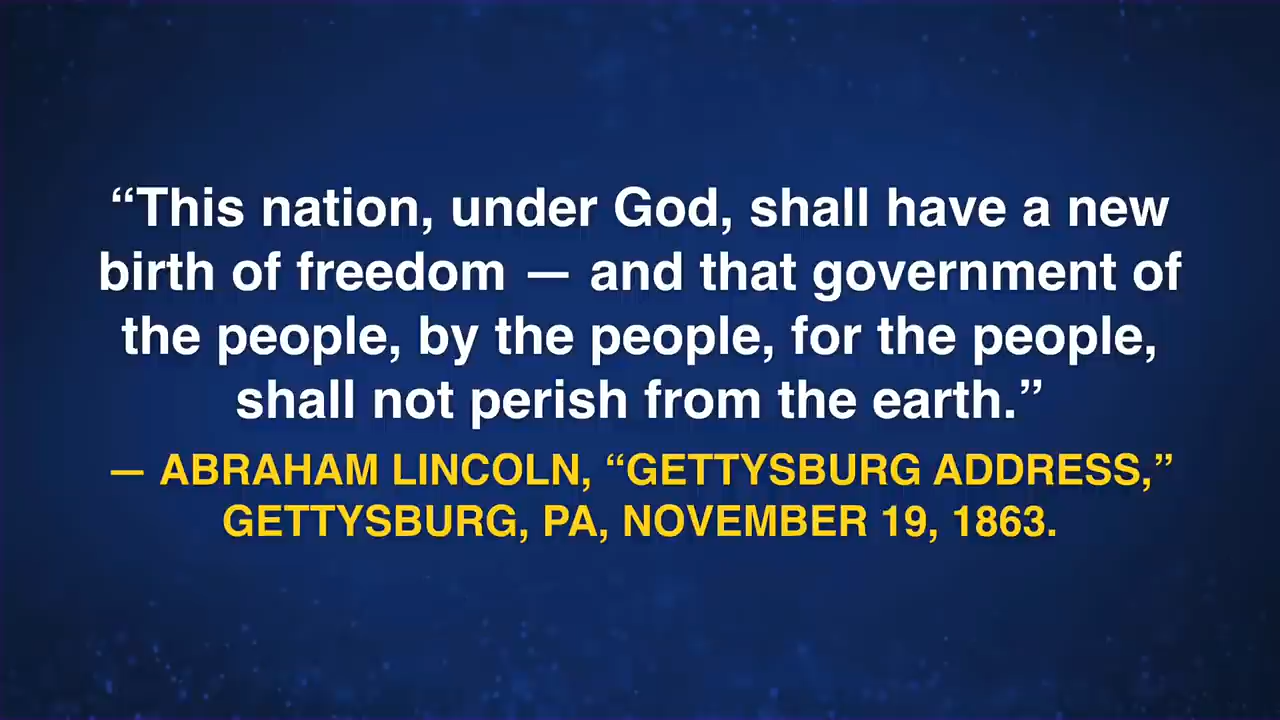 “This nation, under God, shall have a new
birth of freedom — and that government of
the people, by the people, for the people,
shall not perish from the earth.”
— ABRAHAM LINCOLN, “GETTYSBURG ADDRESS,”
GETTYSBURG, PA, NOVEMBER 19, 1863.